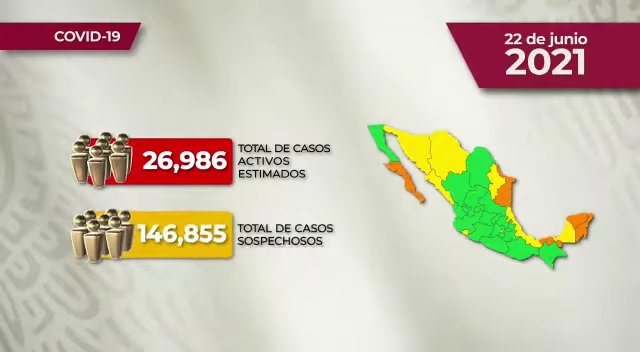 COVID-19
22 de junio
2021
26,986
TOTAL DE CASOS
ACTIVOS
ESTIMADOS
146,855
TOTAL DE CASOS
SOSPECHOSOS